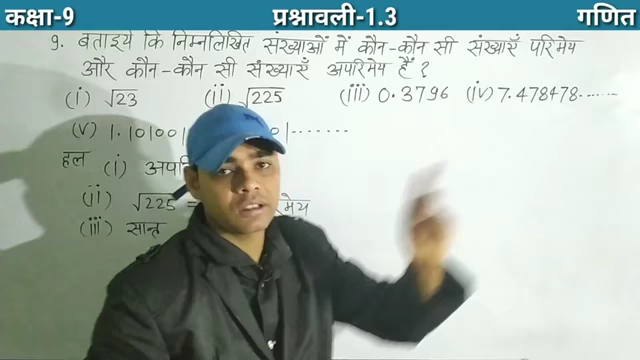 कक्षा-9 प्रश्नावली-1.3 गणित
9. बताइये कि निम्नलिखित संख्याओं में कौन-कौन सी संख्याएँ परिमेय
और कौन-कौन सी संख्याएँ अपरिमेय हैं ?
(i) √23 (ii) √225 (iii) 0.3796 (iv) 7.478478.......
(v) 1.101001 01.......
हल (i)
(ii) √225 =
(iii) सान्त